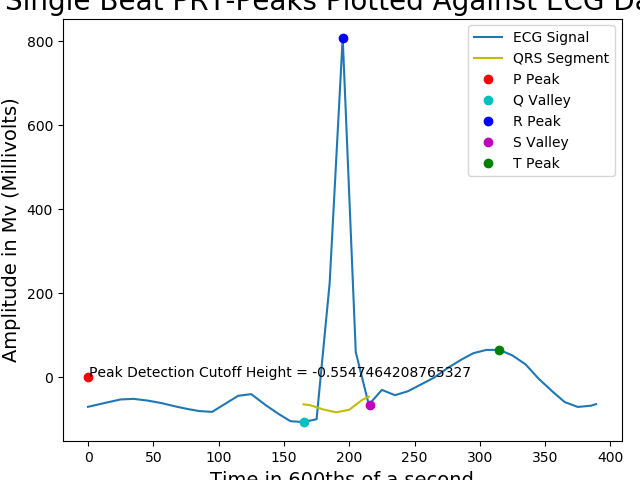 Single Beat PRT-Peaks Plotted Against ECG Da
Amplitude in Mv (Millivolts)
800
600
400
200
0
ECG Signal
QRS Segment
P Peak
Q Valley
R Peak
S Valley
T Peak
Peak Detection Cutoff Height = -0.5547464208765327
0 50 100 150 200 250 300 350 400
Time in 600ths of a second